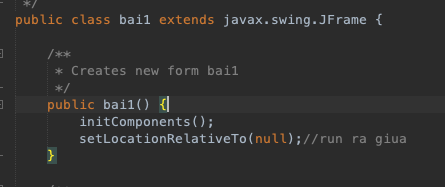 */
public class bai1 extends javax.swing.JFrame {
/**
* Creates new form bai1
*/
public bai1() {
initComponents();
setLocationRelativeTo(null);//run ra giua
}